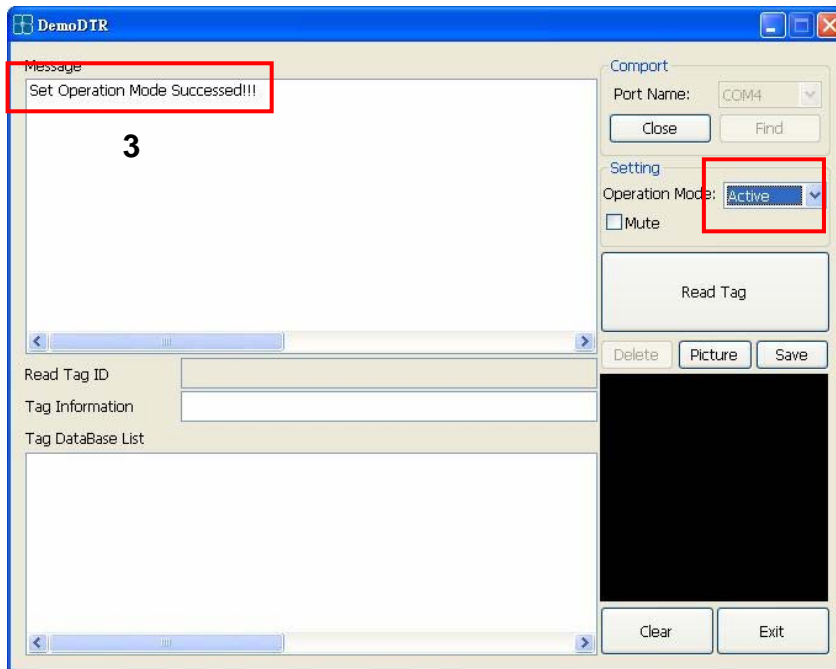 DemoDTR
Message
Set Operation Mode Successed!!!
3
Comport
Port Name: COM4
Close Find
Setting
Operation Mode: Active
Mute
Read Tag
Delete Picture Save
Read Tag ID
Tag Information
Tag DataBase List
Clear Exit